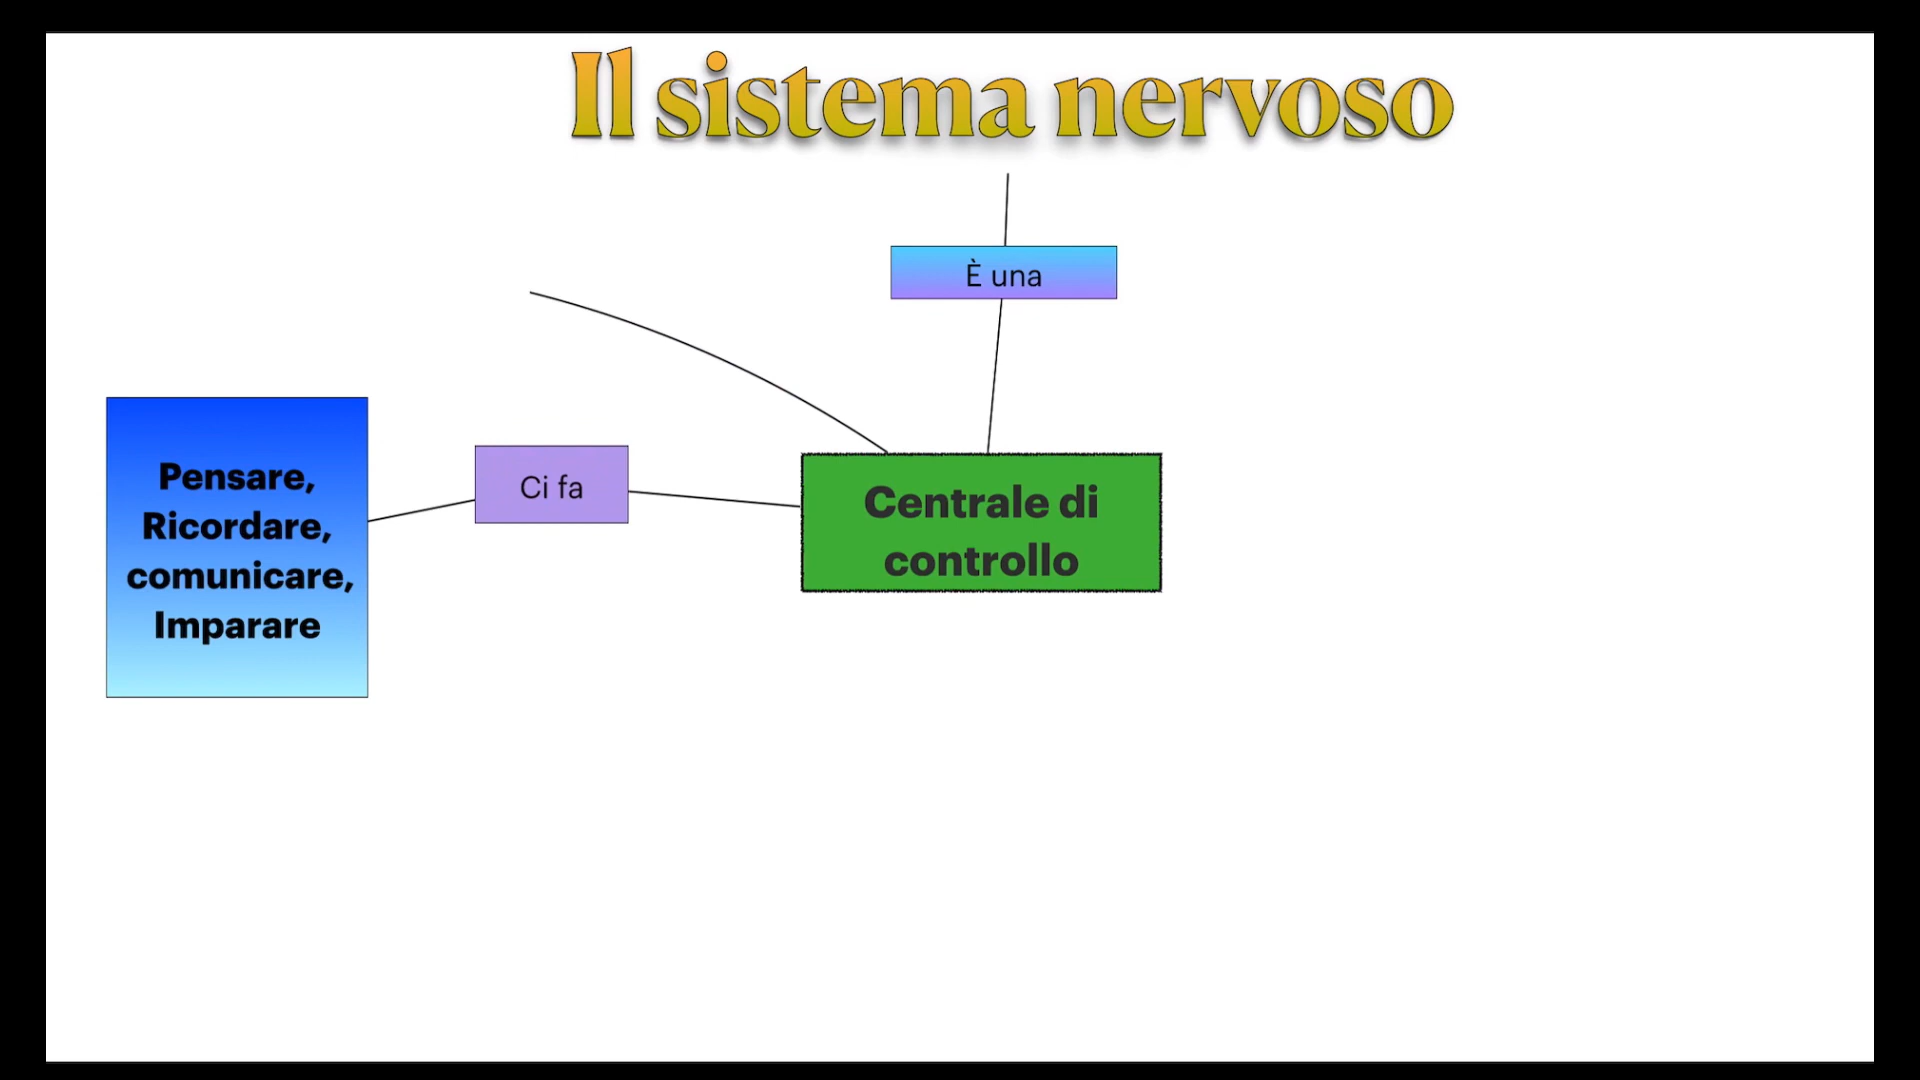 Il sistema nervoso
È una
Pensare,
Ricordare,
comunicare,
Imparare
Ci fa
Centrale di
controllo